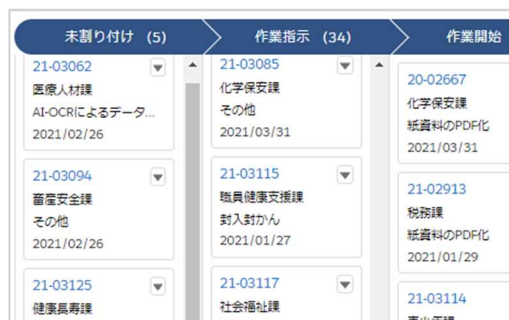 未割り付け (5)
作業指示 (34)
作業開始
21-03062
医療人材課
AI-OCRによるデータ...
2021/02/26
21-03094
畜産安全課
その他
2021/02/26
21-03125
健康長寿課
21-03085
化学保安課
その他
2021/03/31
21-03115
職員健康支援課
封入封かん
2021/01/27
21-03117
社会福祉課
20-02667
化学保安課
紙資料のPDF化
2021/03/31
21-02913
税務課
紙資料のPDF化
2021/01/29
21-03114